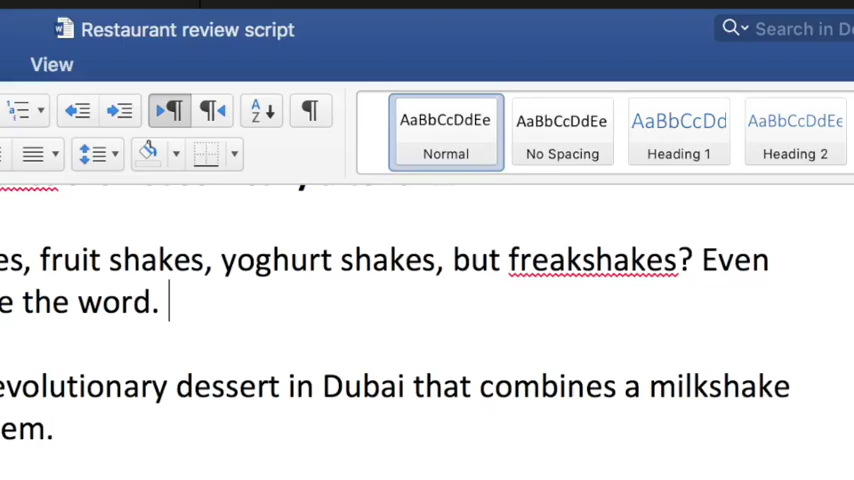 Restaurant review script
Search in D
View
AaBbCcDdEe AaBbCcDdEe AaBbCcDd AaBbCcDdEe
Normal No Spacing Heading 1 Heading 2
es, fruit shakes, yoghurt shakes, but freakshakes? Even
e the word.
evolutionary dessert in Dubai that combines a milkshake
em.